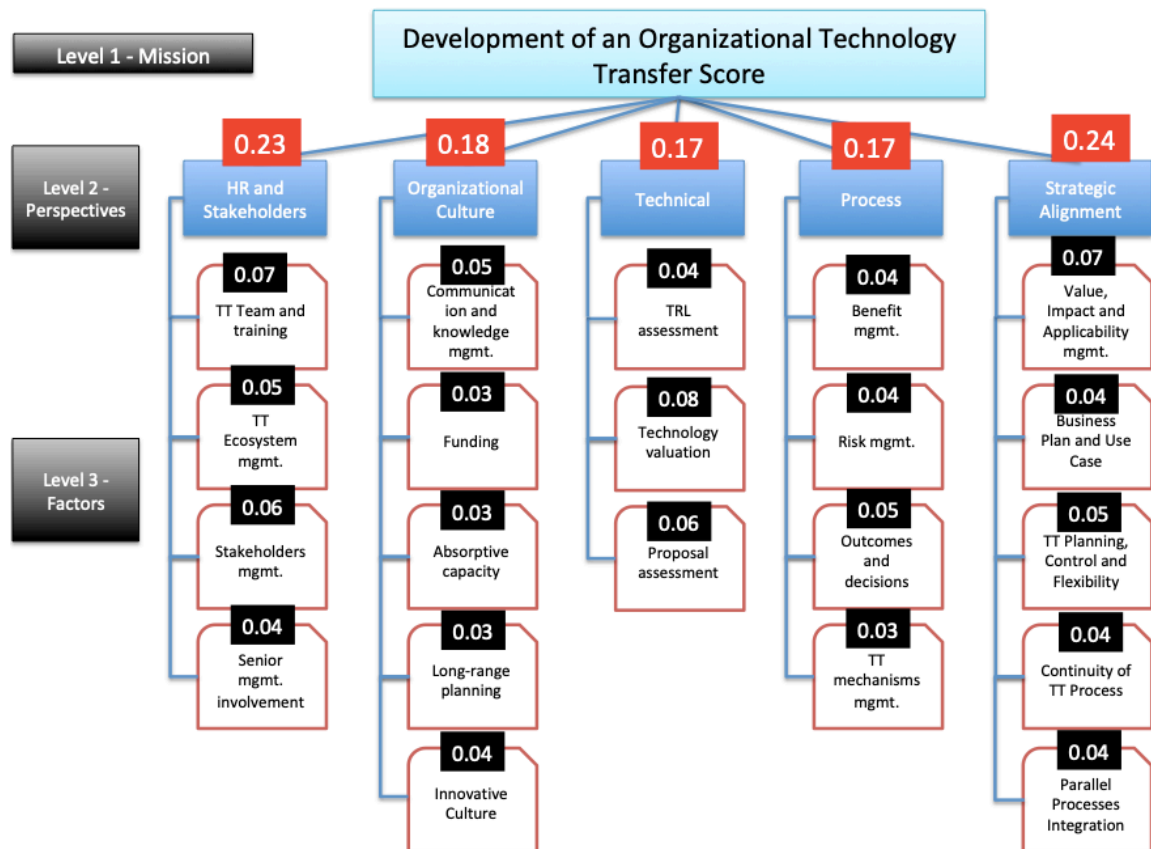 Level 1 - Mission
Development of an Organizational Technology
Transfer Score
Level 2 -
Perspectives
0.23
HR and
Stakeholders
0.18
Organizational
Culture
0.17
Technical
0.17
Process
0.24
Strategic
Alignment
Level 3 -
Factors
0.07
TT Team and
training
0.05
TT
Ecosystem
mgmt.
0.06
Stakeholders
mgmt.
0.04
Senior
mgmt.
involvement
0.05
Communicat
ion and
knowledge
mgmt.
0.03
Funding
0.03
Absorptive
capacity
0.03
Long-range
planning
0.04
Innovative
Culture
0.04
TRL
assessment
0.08
Technology
valuation
0.06
Proposal
assessment
0.04
Benefit
mgmt.
0.04
Risk mgmt.
0.05
Outcomes
and
decisions
0.03
TT
mechanisms
mgmt.
0.07
Value,
Impact and
Applicability
mgmt.
0.04
Business
Plan and Use
Case
0.05
TT Planning,
Control and
Flexibility
0.04
Continuity of
TT Process
0.04
Parallel
Processes
Integration